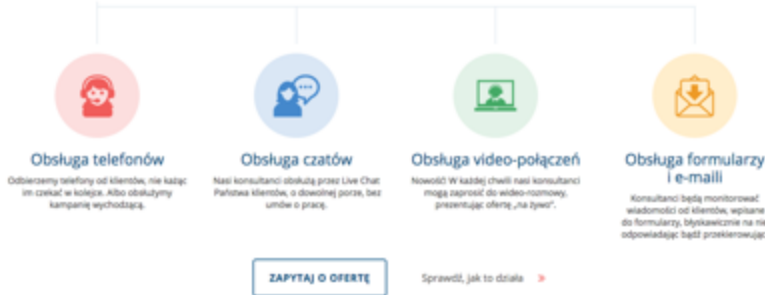 Obsługa telefonów
Odbierzemy telefony od klientów, nie każąc
im czekać w kolejce. Albo obsłużymy
kampanię wychodzącą.
Obsługa czatów
Nasi konsultanci obsłużą przez Live Chat
Państwa klientów, o dowolnej porze, bez
umów o pracę.
Obsługa video-połączeń
Nowość! W każdej chwili nasi konsultanci
mogą zaprosić do wideo-rozmowy,
prezentując ofertę „na żywo”.
Obsługa formularzy
i e-maili
Konsultanci będą monitorować
wiadomości od klientów, wpisane
do formularzy, błyskawicznie na nie
odpowiadając bądź przekierowując
ZAPYTAJ O OFERTĘ
Sprawdź, jak to działa »